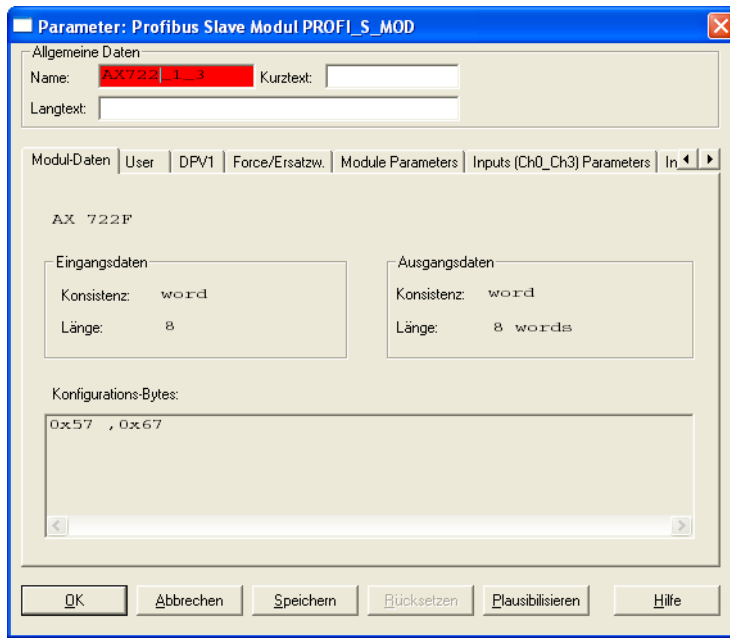 Parameter: Profibus Slave Modul PROFI_S_MOD
Allgemeine Daten
Name: AX722_1_3 Kurztext:
Langtext:
Modul-Daten User DPV1 Force/Ersatzw. Module Parameters Inputs (Ch0_Ch3) Parameters In
AX 722F
Eingangsdaten Ausgangsdaten
Konsistenz: word Konsistenz: word
Länge: 8 Länge: 8 words
Konfigurations-Bytes:
0x57 ,0x67
OK Abbrechen Speichern Rücksetzen Plausibilisieren Hilfe